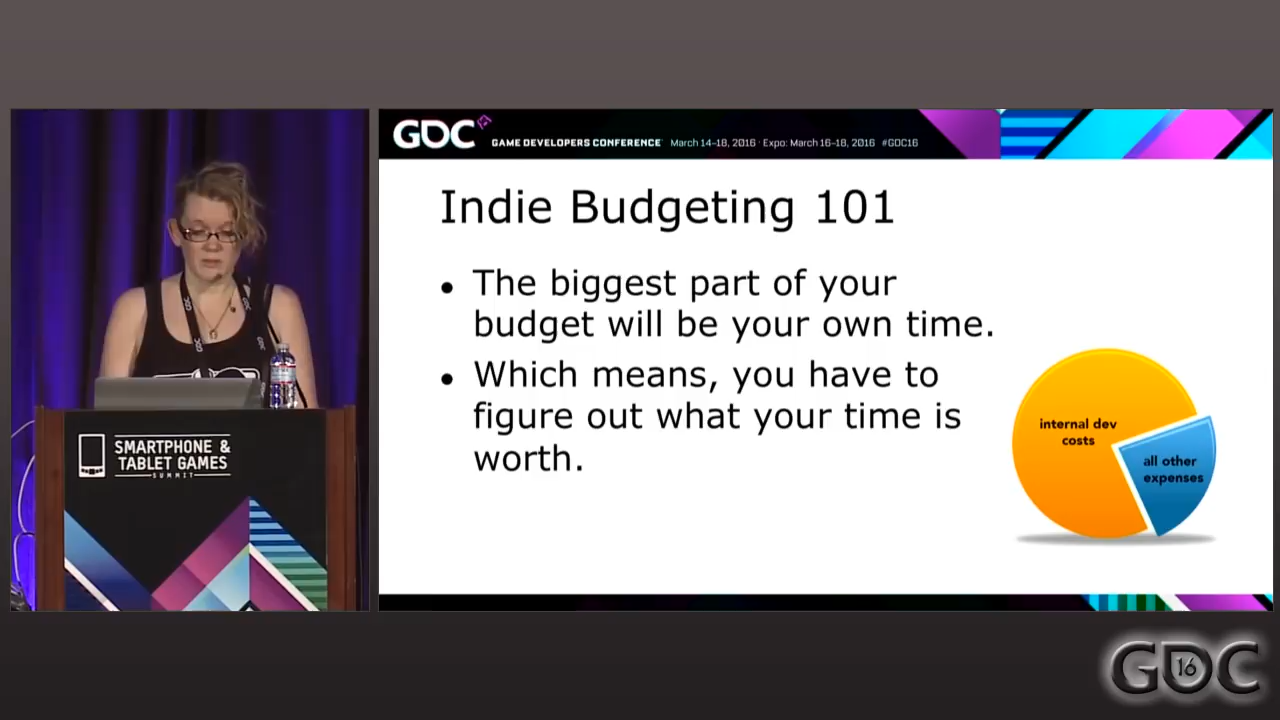 GDC
GAME DEVELOPERS CONFERENCE March 14-18, 2016 · Expo: March 16-18, 2016 #GDC16
Indie Budgeting 101
• The biggest part of your
budget will be your own time.
• Which means, you have to
figure out what your time is
worth.
internal dev
costs
all other
expenses
GDC
SMARTPHONE &
TABLET GAMES
SUMMIT
GDC 16